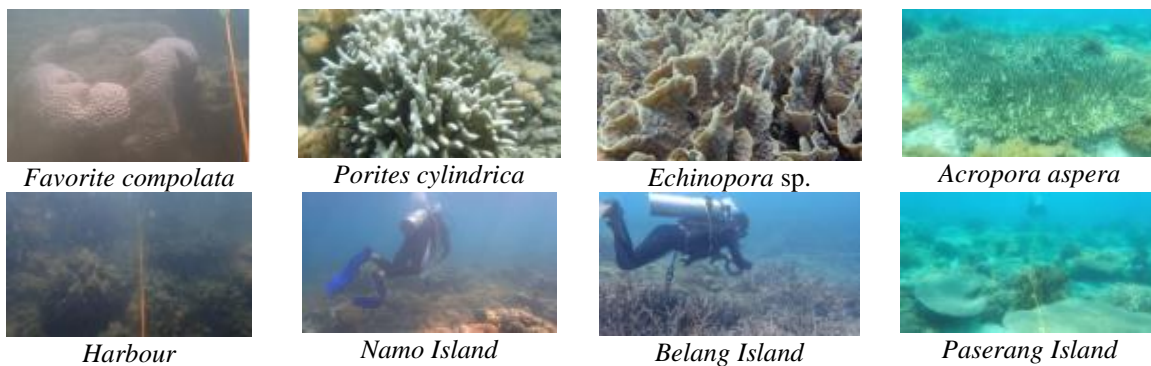 Favorite compolata
Porites cylindrica
Echinopora sp.
Acropora aspera
Harbour
Namo Island
Belang Island
Paserang Island